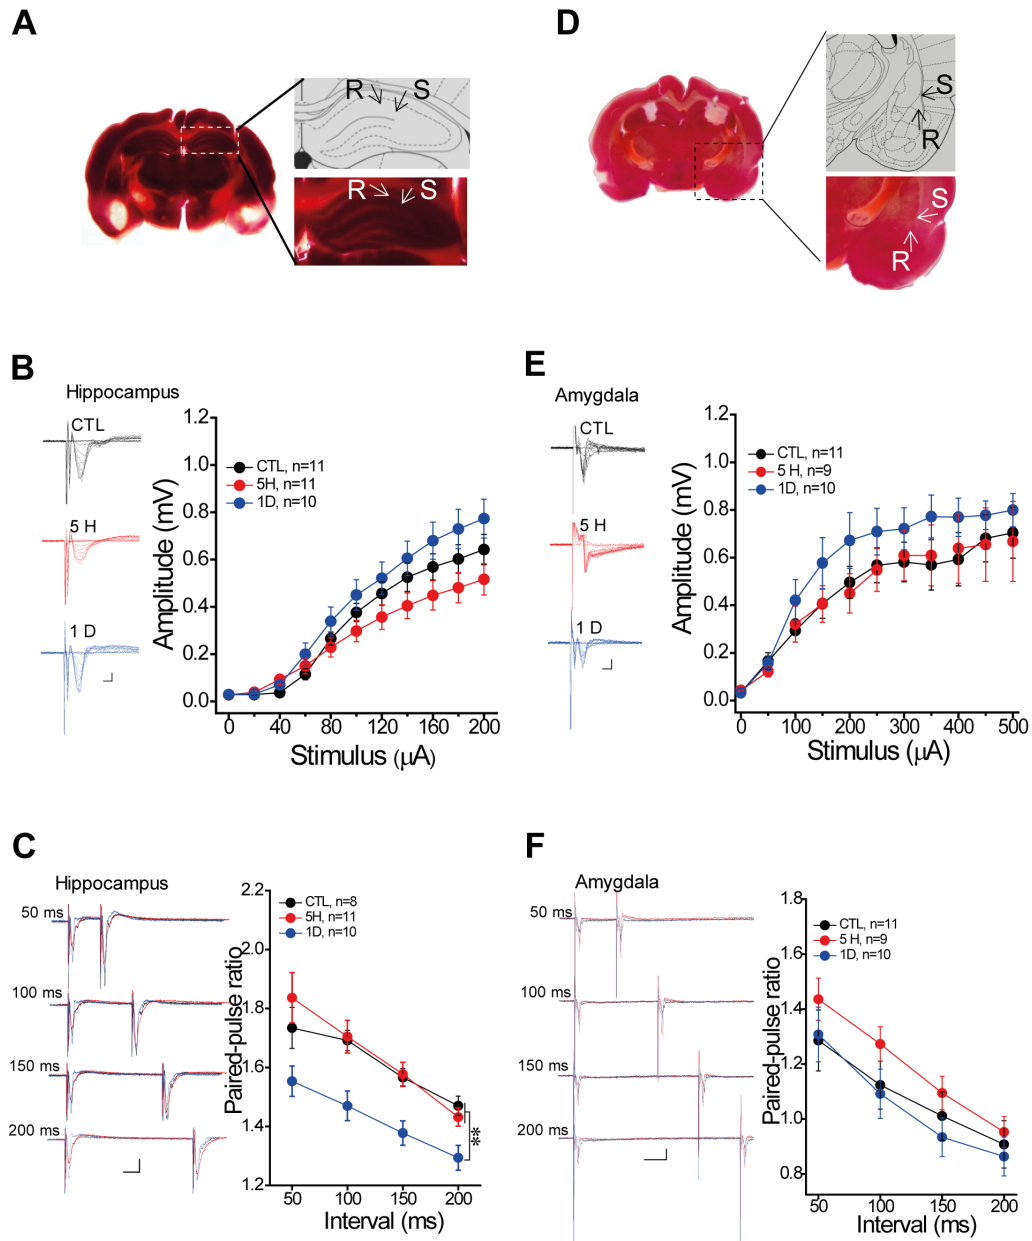 A
R S
R S
D
S
R
S
R
B
Hippocampus
CTL
5 H
1 D
Amplitude (mV)
1.2
1.0
0.8
0.6
0.4
0.2
0.0
CTL, n=11
5H, n=11
1D, n=10
0 40 80 120 160 200
Stimulus (μA)
E
Amygdala
CTL
5 H
1 D
Amplitude (mV)
1.2
1.0
0.8
0.6
0.4
0.2
0.0
CTL, n=11
5 H, n=9
1D, n=10
0 100 200 300 400 500
Stimulus (μA)
C
Hippocampus
50 ms
100 ms
150 ms
200 ms
Paired-pulse ratio
2.2
2.0
1.8
1.6
1.4
1.2
CTL, n=8
5H, n=11
1D, n=10
**
50 100 150 200
Interval (ms)
F
Amygdala
50 ms
100 ms
150 ms
200 ms
Paired-pulse ratio
1.8
1.6
1.4
1.2
1.0
0.8
CTL, n=11
5 H, n=9
1D, n=10
50 100 150 200
Interval (ms)